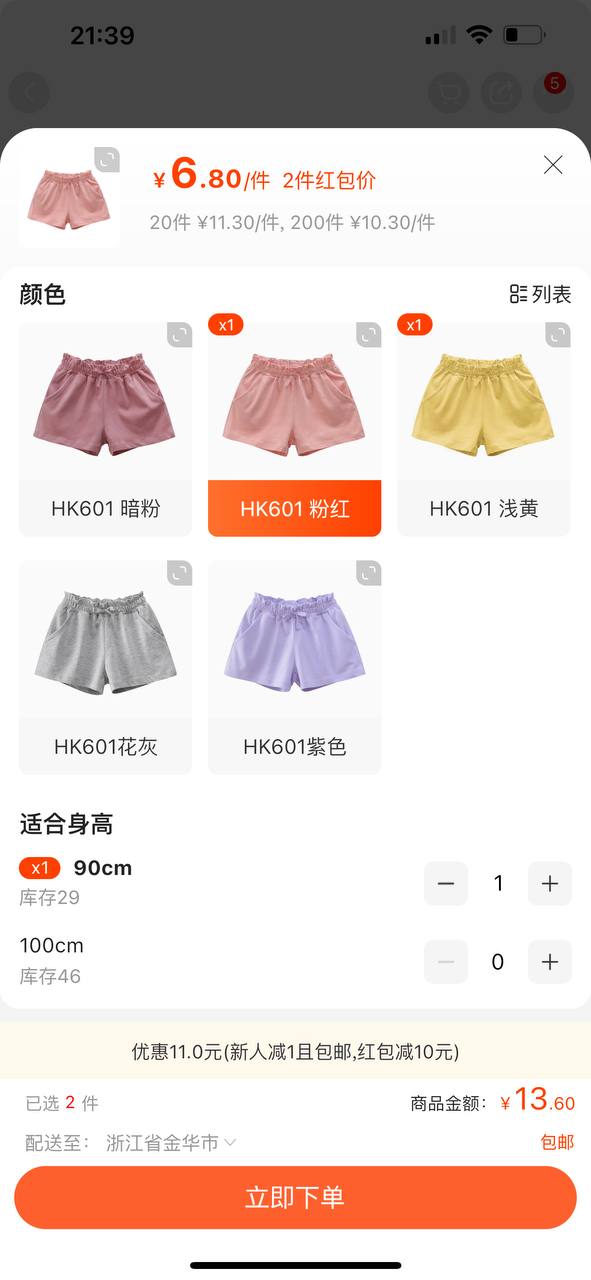 21:39
5
¥6.80/件 2件红包价
20件 ¥11.30/件, 200件 ¥10.30/件
颜色
列表
x1
x1
HK601 暗粉
HK601 粉红
HK601 浅黄
HK601花灰
HK601紫色
适合身高
x1 90cm
库存29
1
100cm
库存46
0
优惠11.0元(新人减1且包邮,红包减10元)
已选 2 件
商品金额: ¥13.60
配送至: 浙江省金华市
包邮
立即下单